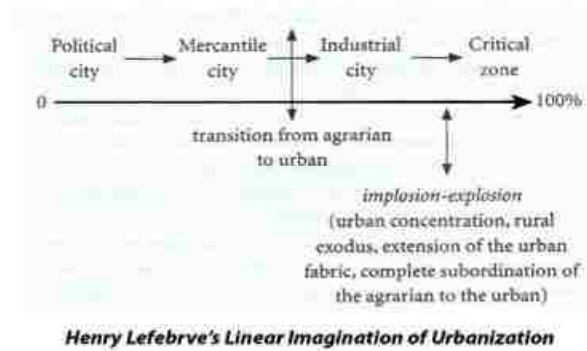 Political city
Mercantile city
Industrial city
Critical zone
0
100%
transition from agrarian
to urban
implosion-explosion
(urban concentration, rural
exodus, extension of the urban
fabric, complete subordination of
the agrarian to the urban)
Henry Lefebrve's Linear Imagination of Urbanization